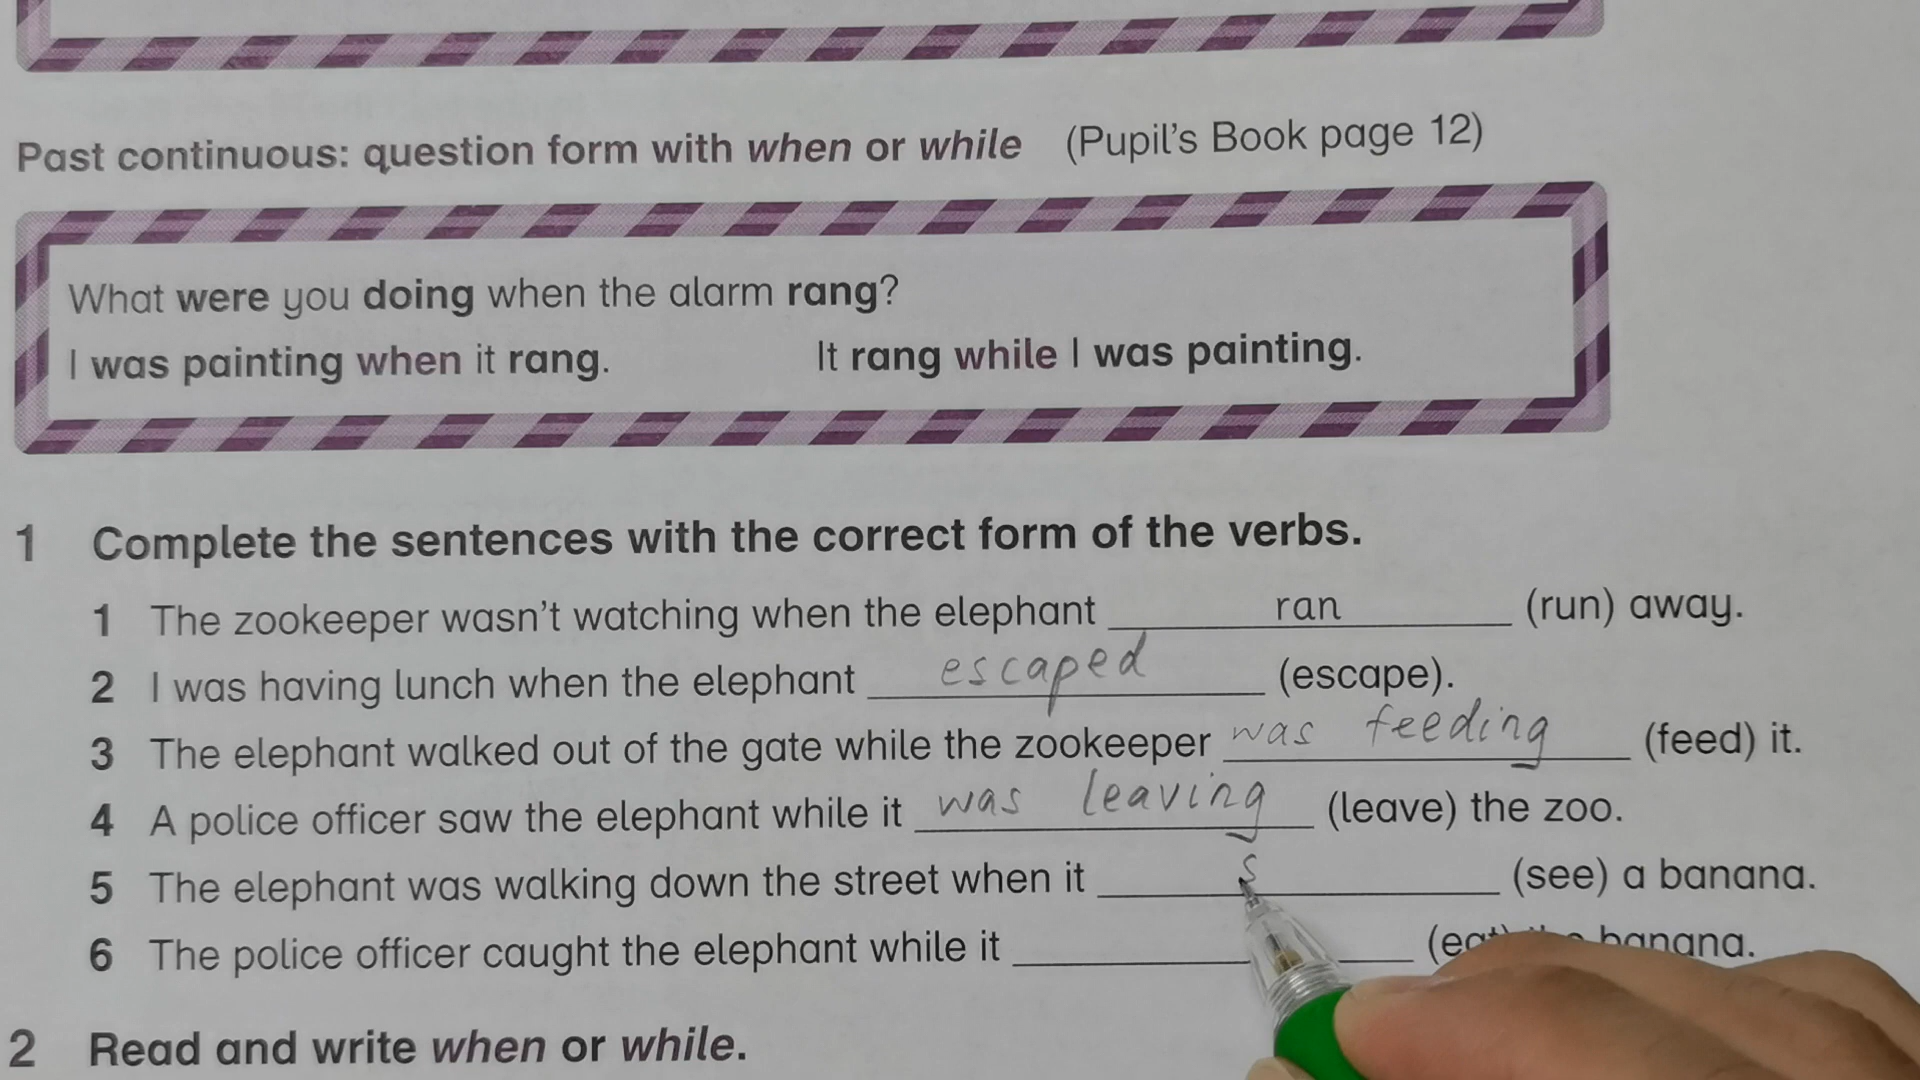 Past continuous: question form with when or while (Pupil's Book page 12)
What were you doing when the alarm rang?
I was painting when it rang. It rang while I was painting.
1 Complete the sentences with the correct form of the verbs.
1 The zookeeper wasn't watching when the elephant ran (run) away.
2 I was having lunch when the elephant escaped (escape).
3 The elephant walked out of the gate while the zookeeper was feeding (feed) it.
4 A police officer saw the elephant while it was leaving (leave) the zoo.
5 The elephant was walking down the street when it s (see) a banana.
6 The police officer caught the elephant while it (eat) the banana.
2 Read and write when or while.